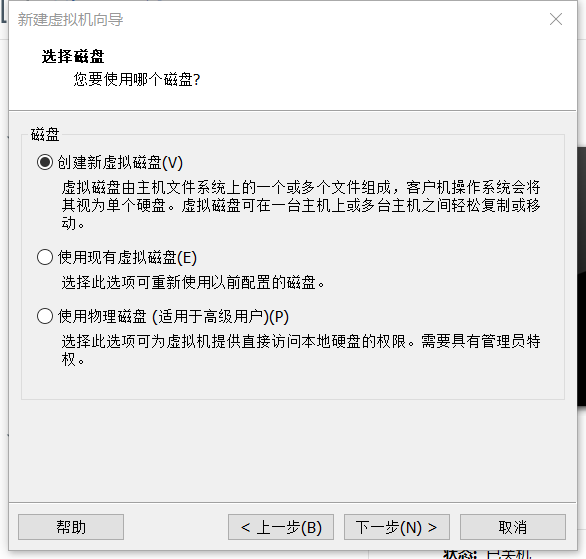 新建虚拟机向导
选择磁盘
您要使用哪个磁盘?
磁盘
创建新虚拟磁盘(V)
虚拟磁盘由主机文件系统上的一个或多个文件组成，客户机操作系统会将
其视为单个硬盘。虚拟磁盘可在一台主机上或多台主机之间轻松复制或移
动。
使用现有虚拟磁盘(E)
选择此选项可重新使用以前配置的磁盘。
使用物理磁盘 (适用于高级用户)(P)
选择此选项可为虚拟机提供直接访问本地硬盘的权限。需要具有管理员特
权。
帮助
< 上一步(B)
下一步(N) >
取消
状态: 已关机